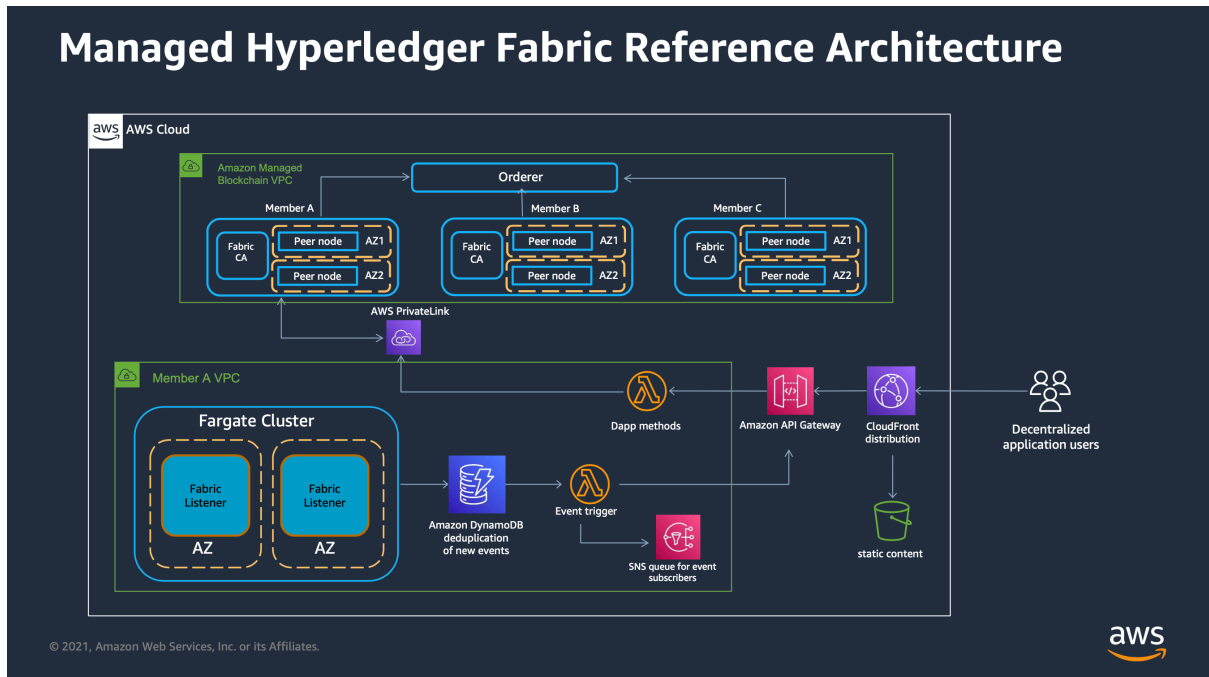 Managed Hyperledger Fabric Reference Architecture
aws
AWS Cloud
Amazon Managed
Blockchain VPC
Orderer
Member A
Member B
Member C
Fabric
CA
Peer node
AZ1
Peer node
AZ2
Fabric
CA
Peer node
AZ1
Peer node
AZ2
Fabric
CA
Peer node
AZ1
Peer node
AZ2
AWS PrivateLink
Member A VPC
Fargate Cluster
Fabric
Listener
AZ
Fabric
Listener
AZ
Amazon DynamoDB
deduplication
of new events
Event trigger
SNS queue for event
subscribers
Dapp methods
</>
Amazon API Gateway
CloudFront
distribution
static content
Decentralized
application users
© 2021, Amazon Web Services, Inc. or its Affiliates.
aws